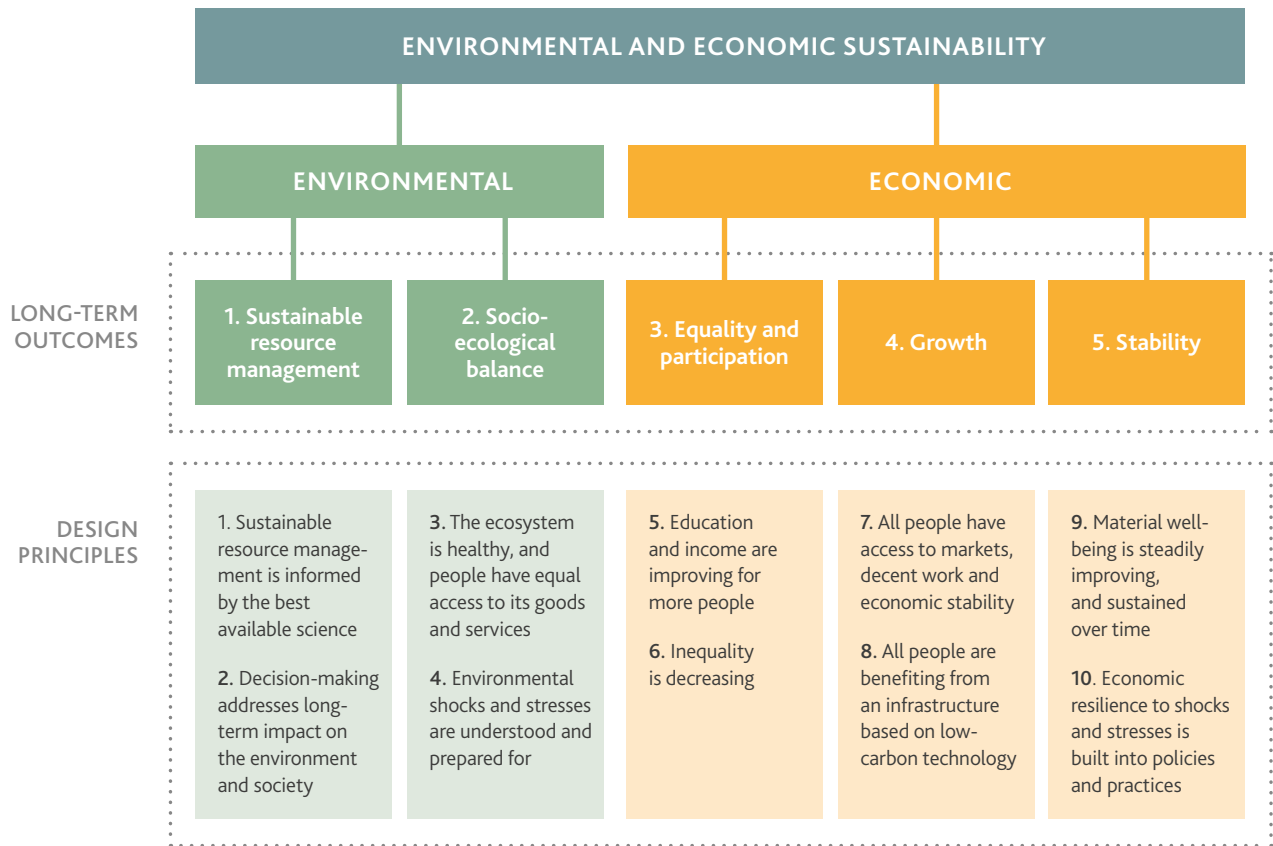 ENVIRONMENTAL AND ECONOMIC SUSTAINABILITY
ENVIRONMENTAL
ECONOMIC
LONG-TERM
OUTCOMES
1. Sustainable
resource
management
2. Socio-
ecological
balance
3. Equality and
participation
4. Growth
5. Stability
DESIGN
PRINCIPLES
1. Sustainable
resource manage-
ment is informed
by the best
available science
2. Decision-making
addresses long-
term impact on
the environment
and society
3. The ecosystem
is healthy, and
people have equal
access to its goods
and services
4. Environmental
shocks and stresses
are understood and
prepared for
5. Education
and income are
improving for
more people
6. Inequality
is decreasing
7. All people have
access to markets,
decent work and
economic stability
8. All people are
benefiting from
an infrastructure
based on low-
carbon technology
9. Material well-
being is steadily
improving,
and sustained
over time
10. Economic
resilience to shocks
and stresses is
built into policies
and practices